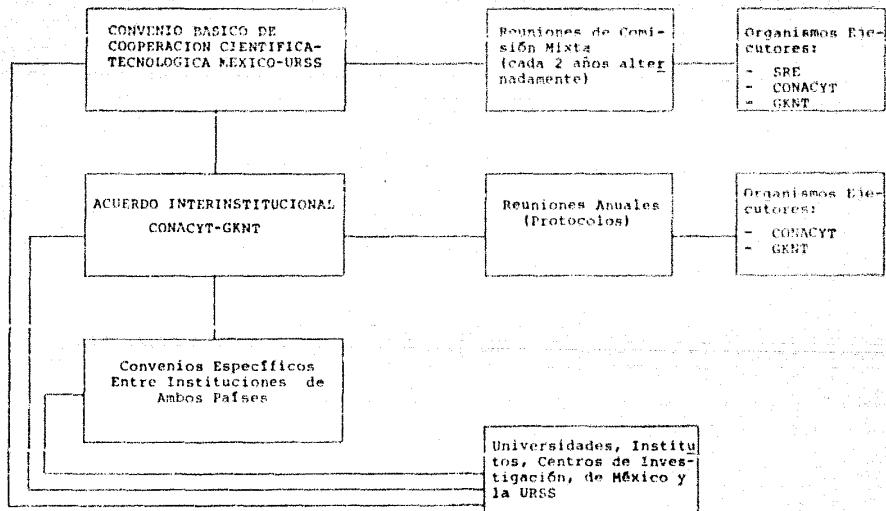 CONVENIO BASICO DE
COOPERACION CIENTIFICA-
TECNOLOGICA MEXICO-URSS
Reuniones de Comi-
sión Mixta
(cada 2 años alter
nadamente)
Organismos Eje-
cutores:
- SRE
- CONACYT
- GKNT
ACUERDO INTERINSTITUCIONAL
CONACYT-GKNT
Reuniones Anuales
(Protocolos)
Organismos Eje-
cutores:
- CONACYT
- GKNT
Convenios Específicos
Entre Instituciones de
Ambos Países
Universidades, Institu
tos, Centros de Inves-
tigación, de México y
la URSS